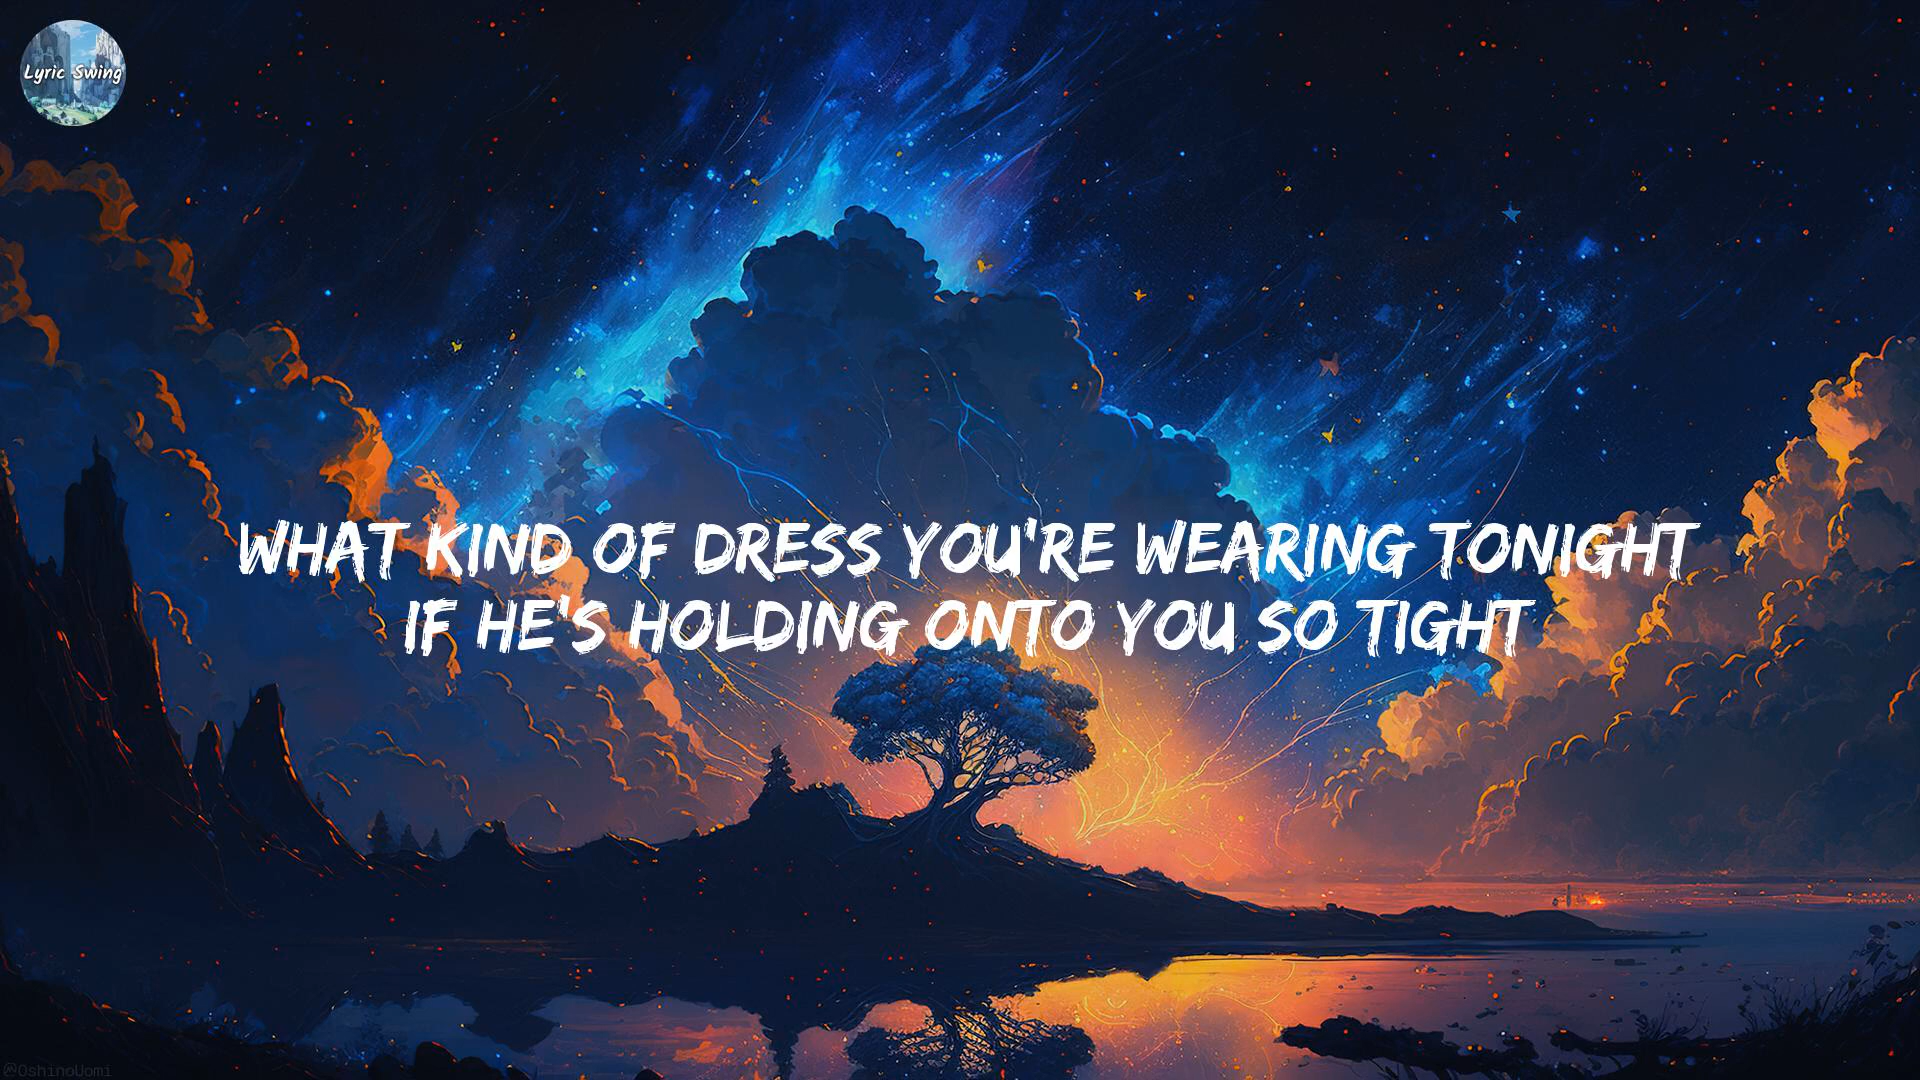 Lyric Swing
WHAT KIND OF DRESS YOU'RE WEARING TONIGHT
IF HE'S HOLDING ONTO YOU SO TIGHT
@OshinoUomi